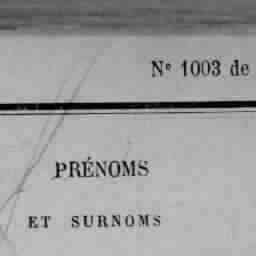 Nº 1003 de
PRÉNOMS
ET SURNOMS